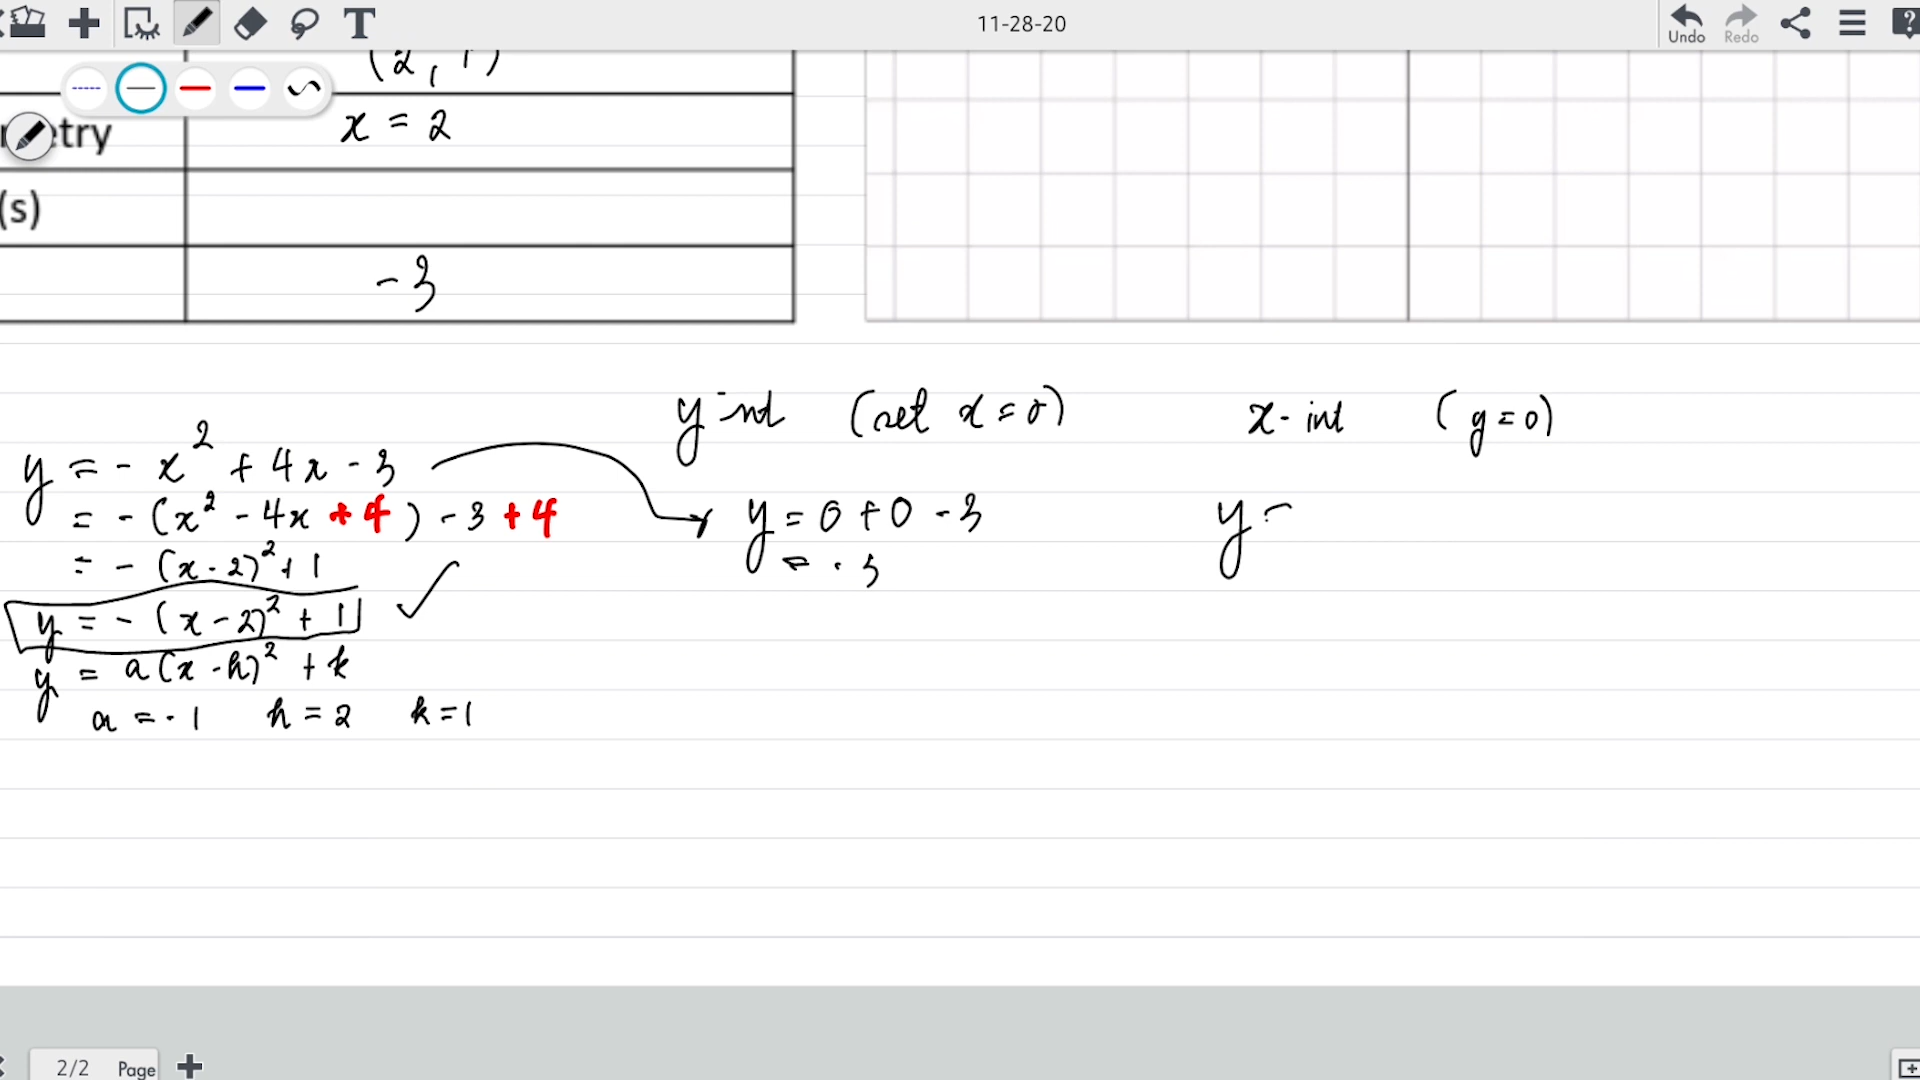 11-28-20
Undo Redo
(2, 1)
etry
x = 2
(s)
-3
y-int (set x=0)
x-int (y=0)
y = -x² + 4x - 3
= -(x² - 4x +4) -3 +4
= -(x-2)² + 1
y = -(x-2)² + 1
y = a(x-h)² + k
a = -1 h = 2 k = 1
y = 0 + 0 - 3
= -3
y =
2/2 Page